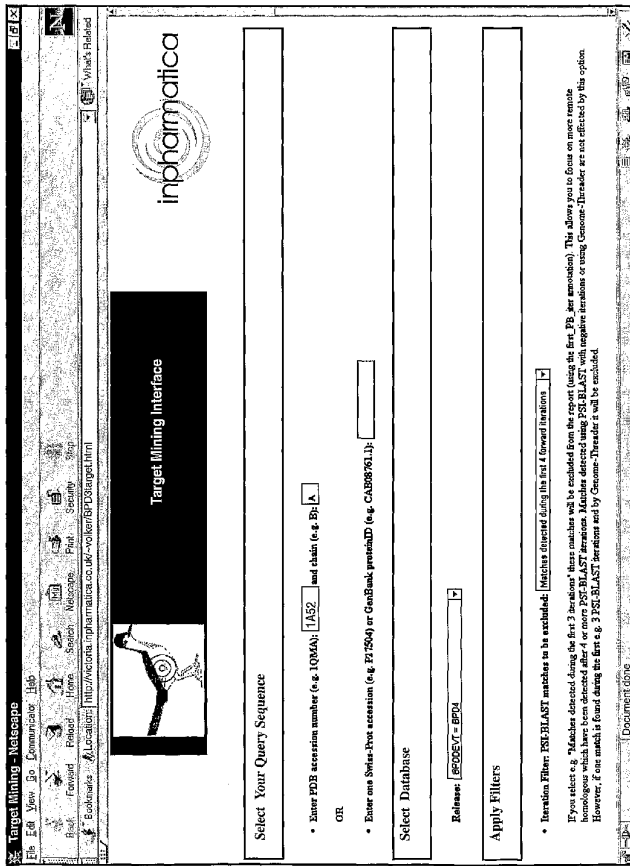 Target Mining - Netscape
File Edit View Go Communicator Help
Back Forward Reload Home Search Netscape Print Security Stop
Bookmarks Location: http://victoria.inpharmatica.co.uk/~volker/BPD3target.html What's Related
Target Mining Interface
inpharmatica
Select Your Query Sequence
• Enter PDB accession number (e.g. 1QMA): 1A52 and chain (e.g. B): A
OR
• Enter one Swiss-Prot accession (e.g. P17504) or GenBank proteinID (e.g. CAB08761.1):
Select Database
Release: BPDDEVT = BPD4
Apply Filters
• Iteration Filter: PSI-BLAST matches to be excluded: Matches detected during the first 4 forward iterations
If you select e.g. "Matches detected during the first 3 iterations" these matches will be excluded from the report (using the first_PB_iter annotation). This allows you to focus on more remote
homologous which have been detected after 4 or more PSI-BLAST iterations. Matches detected using PSI-BLAST with negative iterations or using Genome-Threader are not effected by this option.
However, if one match is found during the first e.g. 3 PSI-BLAST iterations and by Genome-Threader it will be excluded.
Document done